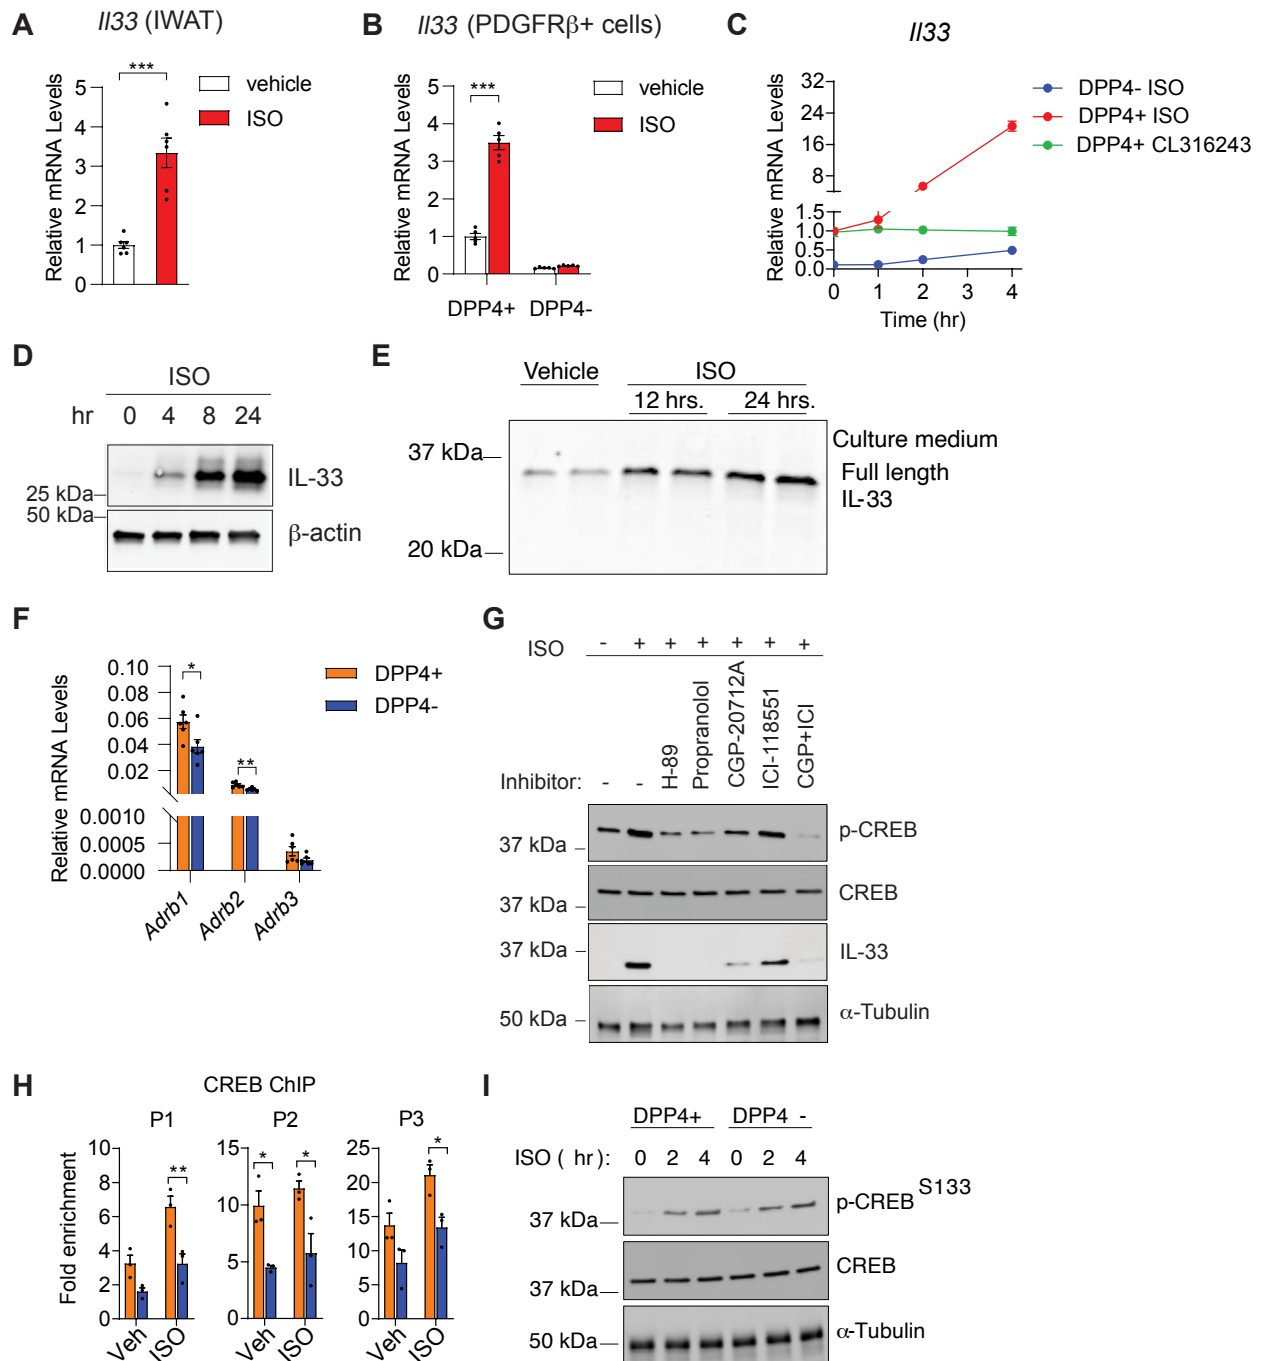 A
Il33 (IWAT)
***
vehicle
ISO
Relative mRNA Levels
5
4
3
2
1
0
B
Il33 (PDGFRβ+ cells)
***
vehicle
ISO
Relative mRNA Levels
5
4
3
2
1
0
DPP4+ DPP4-
C
Il33
Relative mRNA Levels
32
24
16
8
1.5
1.0
0.5
0.0
0 1 2 3 4
Time (hr)
DPP4- ISO
DPP4+ ISO
DPP4+ CL316243
D
ISO
hr 0 4 8 24
IL-33
25 kDa
50 kDa
β-actin
E
Vehicle ISO
12 hrs. 24 hrs.
37 kDa
20 kDa
Culture medium
Full length
IL-33
F
Relative mRNA Levels
0.10
0.08
0.06
0.04
0.02
0.0010
0.0005
0.0000
* **
DPP4+
DPP4-
Adrb1 Adrb2 Adrb3
G
ISO - + + + + + +
Inhibitor: - - H-89 Propranolol CGP-20712A ICI-118551 CGP+ICI
37 kDa p-CREB
37 kDa CREB
37 kDa IL-33
50 kDa α-Tubulin
H
CREB ChIP
P1 P2 P3
Fold enrichment
10
8
6
4
2
0
**
Veh ISO
15
10
5
0
* *
Veh ISO
25
20
15
10
5
0
*
Veh ISO
I
DPP4+ DPP4 -
ISO ( hr): 0 2 4 0 2 4
37 kDa p-CREB S133
37 kDa CREB
50 kDa α-Tubulin